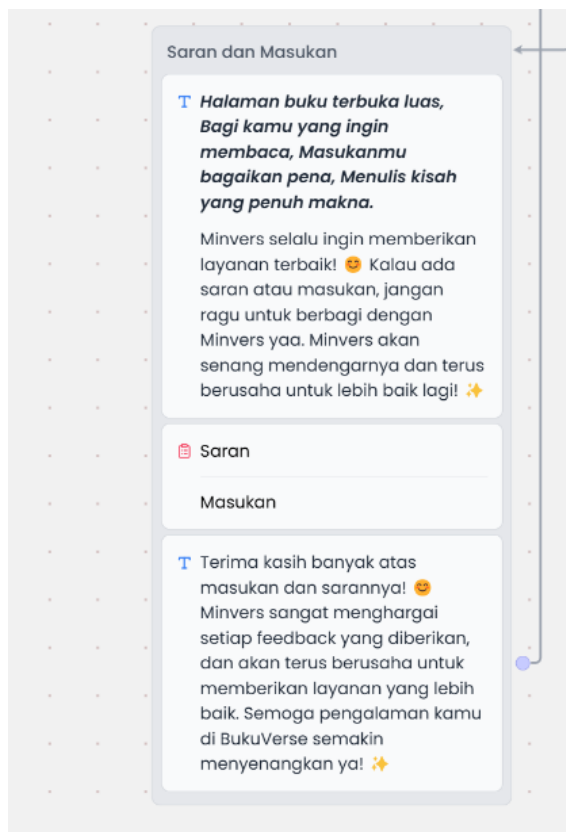 Saran dan Masukan
Halaman buku terbuka luas,
Bagi kamu yang ingin
membaca, Masukanmu
bagaikan pena, Menulis kisah
yang penuh makna.
Minvers selalu ingin memberikan
layanan terbaik! 😊 Kalau ada
saran atau masukan, jangan
ragu untuk berbagi dengan
Minvers yaa. Minvers akan
senang mendengarnya dan terus
berusaha untuk lebih baik lagi! ✨
Saran
Masukan
Terima kasih banyak atas
masukan dan sarannya! 😊
Minvers sangat menghargai
setiap feedback yang diberikan,
dan akan terus berusaha untuk
memberikan layanan yang lebih
baik. Semoga pengalaman kamu
di BukuVerse semakin
menyenangkan ya! ✨